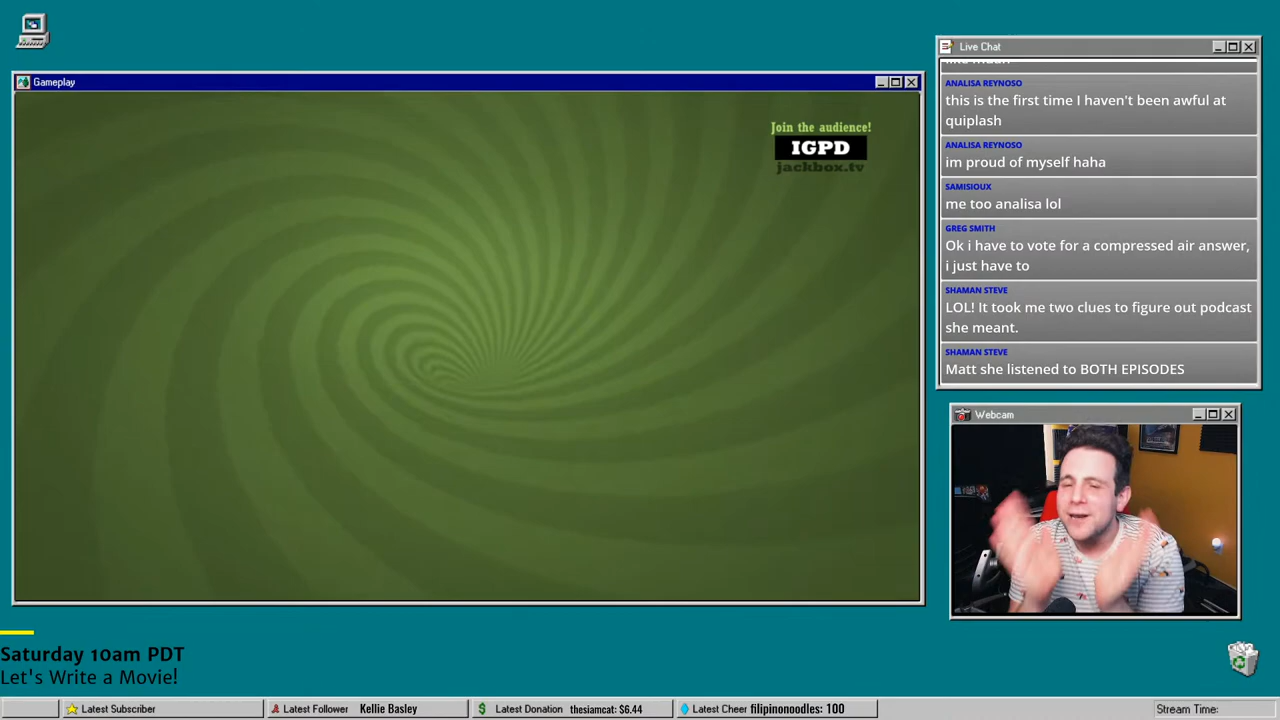 Gameplay
Join the audience!
IGPD
jackbox.tv
Live Chat
ANALISA REYNOSO
this is the first time I haven't been awful at
quiplash
ANALISA REYNOSO
im proud of myself haha
SAMISIOUX
me too analisa lol
GREG SMITH
Ok i have to vote for a compressed air answer,
i just have to
SHAMAN STEVE
LOL! It took me two clues to figure out podcast
she meant.
SHAMAN STEVE
Matt she listened to BOTH EPISODES
Webcam
Saturday 10am PDT
Let's Write a Movie!
Latest Subscriber
Latest Follower Kellie Basley
Latest Donation thesiamcat: $6.44
Latest Cheer filipinonoodles: 100
Stream Time: